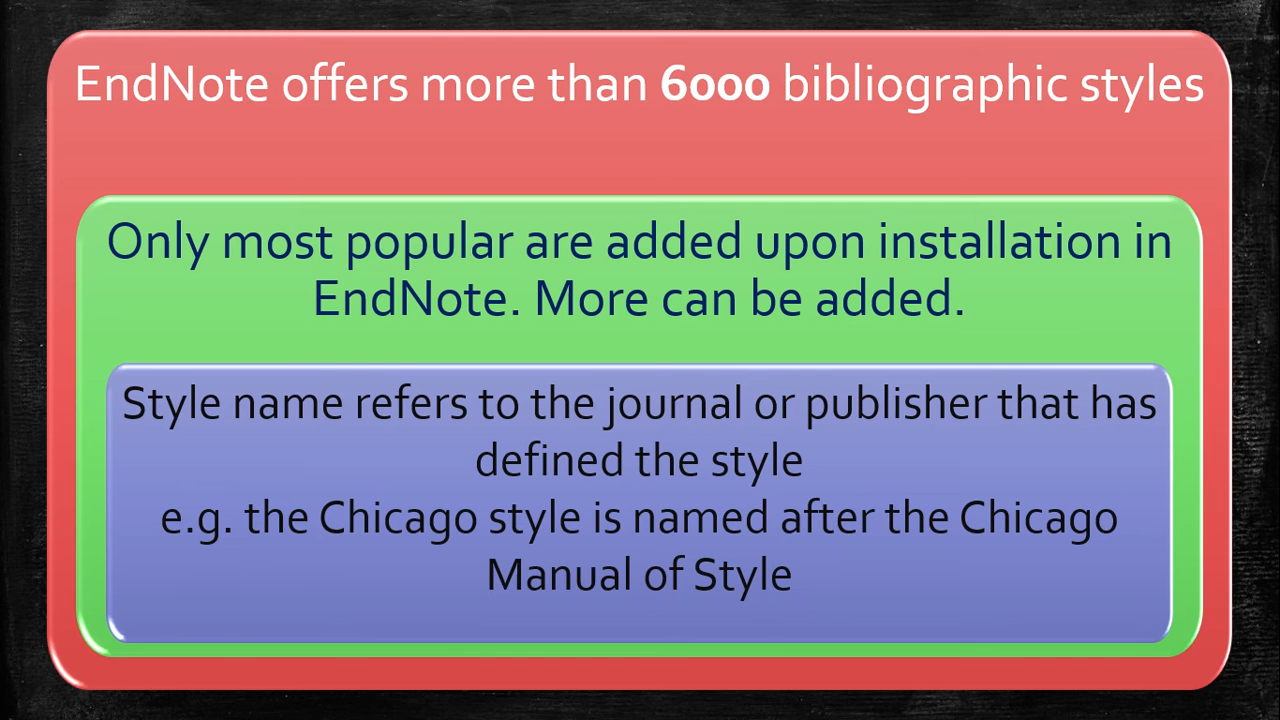 EndNote offers more than 6000 bibliographic styles
Only most popular are added upon installation in
EndNote. More can be added.
Style name refers to the journal or publisher that has
defined the style
e.g. the Chicago style is named after the Chicago
Manual of Style